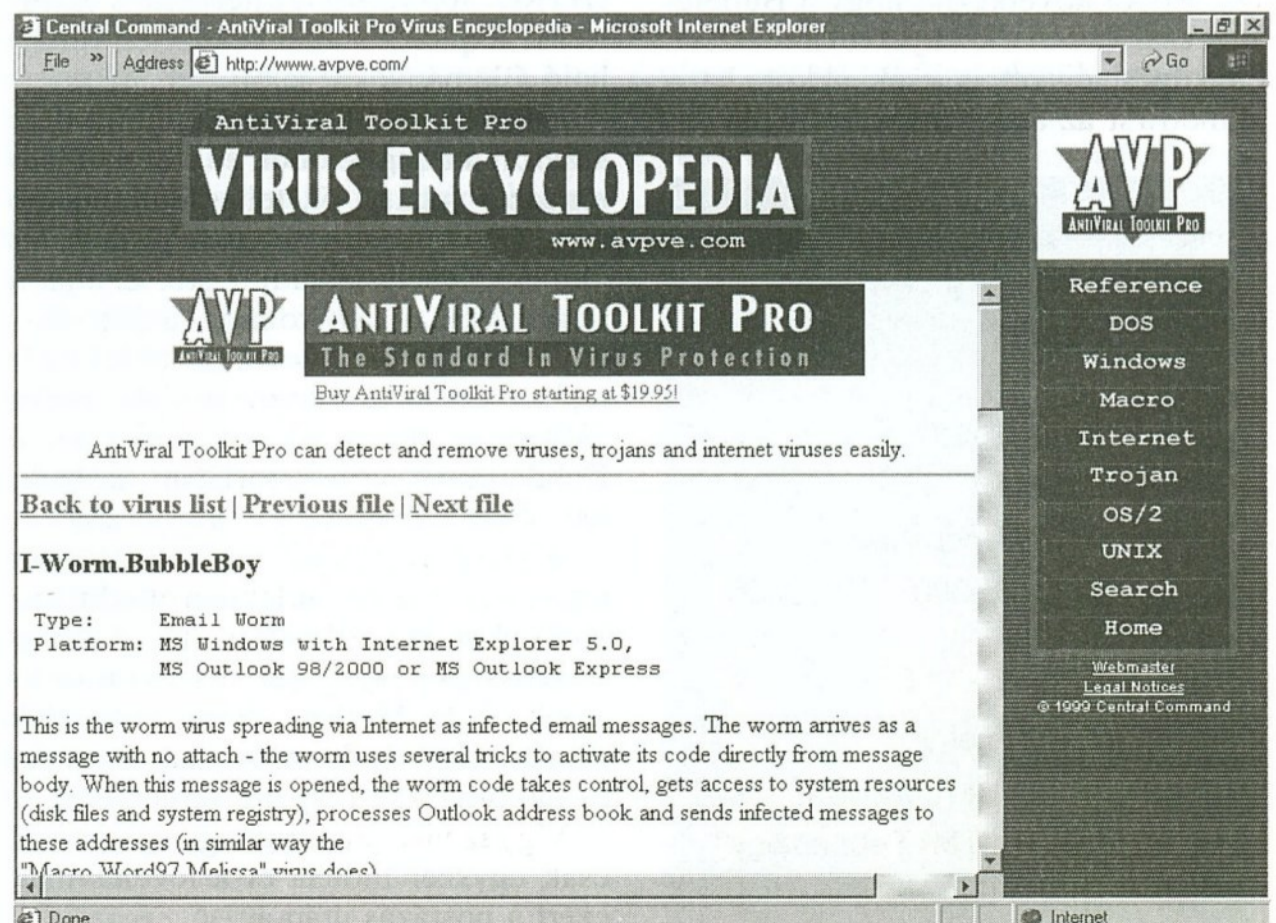 Central Command - AntiViral Toolkit Pro Virus Encyclopedia - Microsoft Internet Explorer
File » Address http://www.avpve.com/ Go
AntiViral Toolkit Pro
VIRUS ENCYCLOPEDIA
www.avpve.com
AVP
ANTIVIRAL TOOLKIT PRO
AVP
ANTIVIRAL TOOLKIT PRO
ANTIVIRAL TOOLKIT PRO
The Standard In Virus Protection
Buy AntiViral Toolkit Pro starting at $19.95!
AntiViral Toolkit Pro can detect and remove viruses, trojans and internet viruses easily.
Back to virus list | Previous file | Next file
I-Worm.BubbleBoy
Type: Email Worm
Platform: MS Windows with Internet Explorer 5.0,
MS Outlook 98/2000 or MS Outlook Express
This is the worm virus spreading via Internet as infected email messages. The worm arrives as a
message with no attach - the worm uses several tricks to activate its code directly from message
body. When this message is opened, the worm code takes control, gets access to system resources
(disk files and system registry), processes Outlook address book and sends infected messages to
these addresses (in similar way the
"Macro.Word97.Melissa" virus does)
Reference
DOS
Windows
Macro
Internet
Trojan
OS/2
UNIX
Search
Home
Webmaster
Legal Notices
© 1999 Central Command
Done
Internet